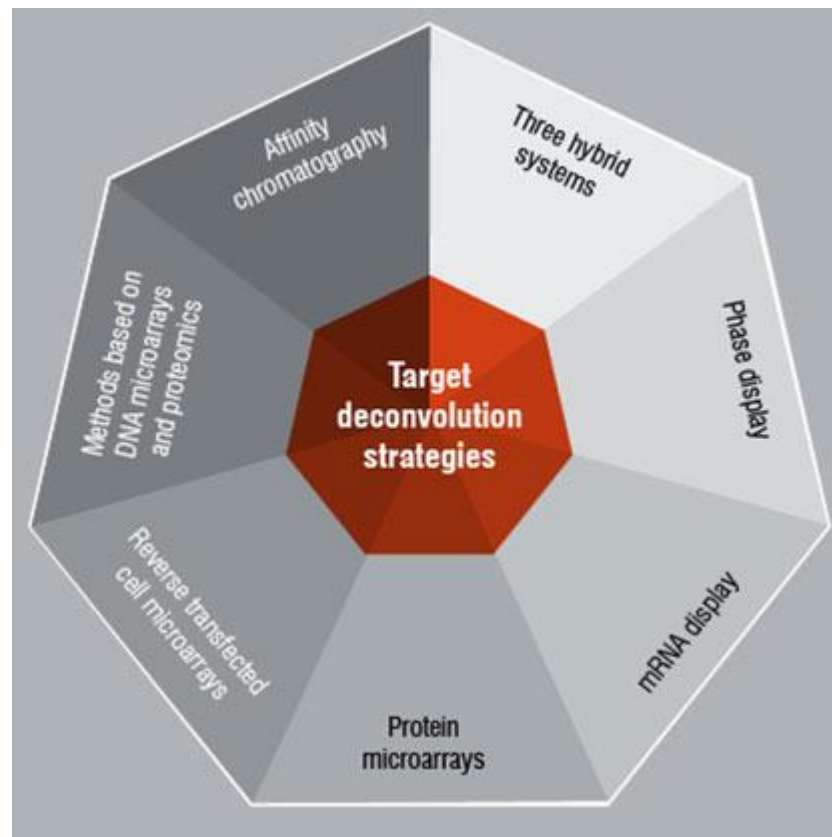 Target
deconvolution
strategies
Three hybrid
systems
Phase display
mRNA display
Protein
microarrays
Reverse transfected
cell microarrays
Methods based on
DNA microarrays
and proteomics
Affinity
chromatography